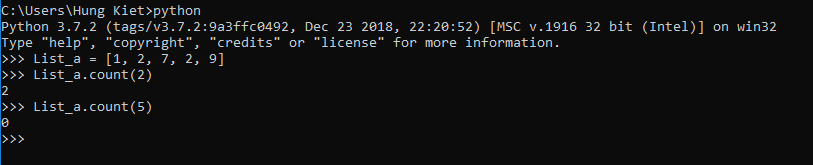 C:\Users\Hung Kiet>python
Python 3.7.2 (tags/v3.7.2:9a3ffc0492, Dec 23 2018, 22:20:52) [MSC v.1916 32 bit (Intel)] on win32
Type "help", "copyright", "credits" or "license" for more information.
>>> List_a = [1, 2, 7, 2, 9]
>>> List_a.count(2)
2
>>> List_a.count(5)
0
>>>